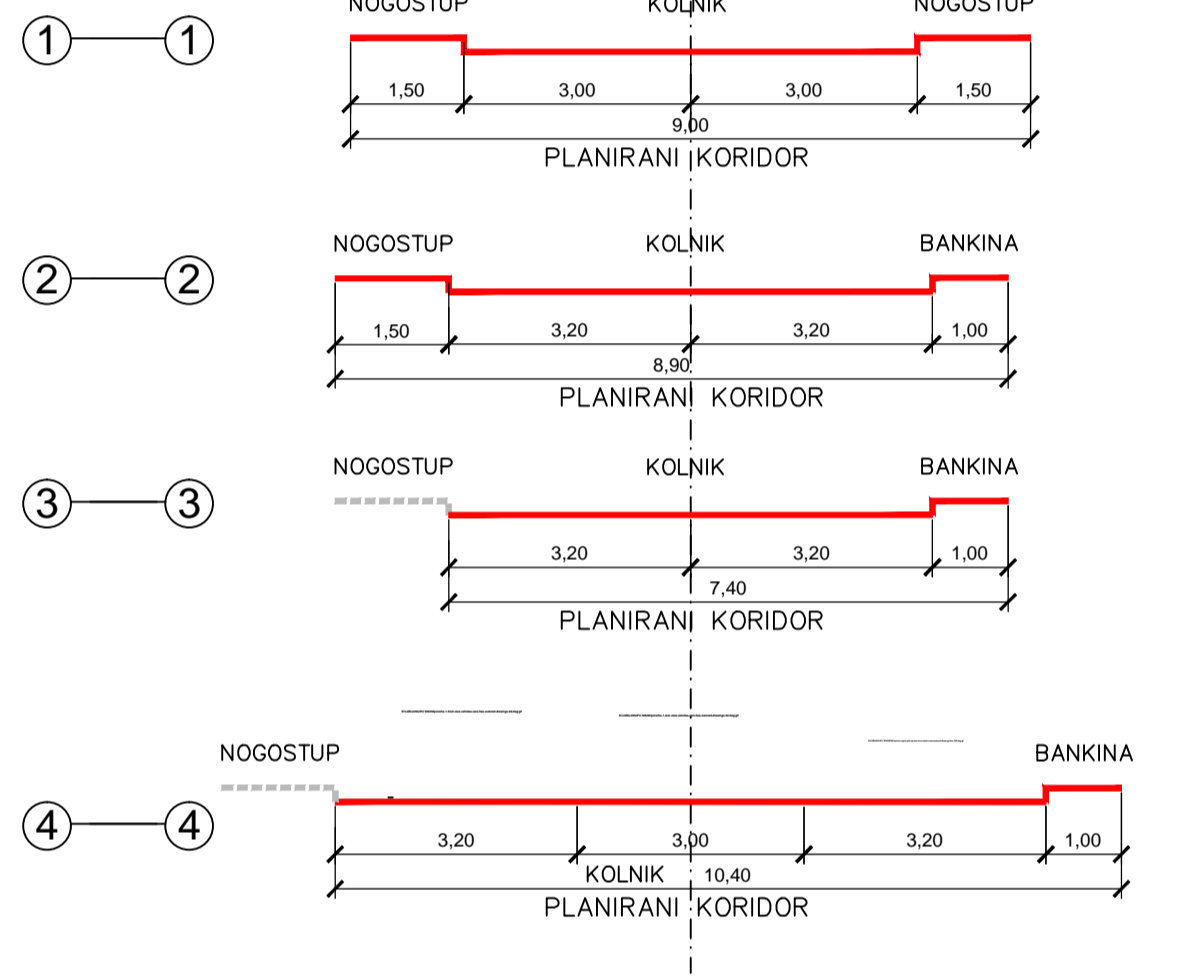 NOGOSTUP KOLNIK NOGOSTUP
1 1
1,50 3,00 3,00 1,50
9,00
PLANIRANI KORIDOR
NOGOSTUP KOLNIK BANKINA
2 2
1,50 3,20 3,20 1,00
8,90
PLANIRANI KORIDOR
NOGOSTUP KOLNIK BANKINA
3 3
3,20 3,20 1,00
7,40
PLANIRANI KORIDOR
NOGOSTUP BANKINA
4 4
3,20 3,00 3,20 1,00
KOLNIK 10,40
PLANIRANI KORIDOR